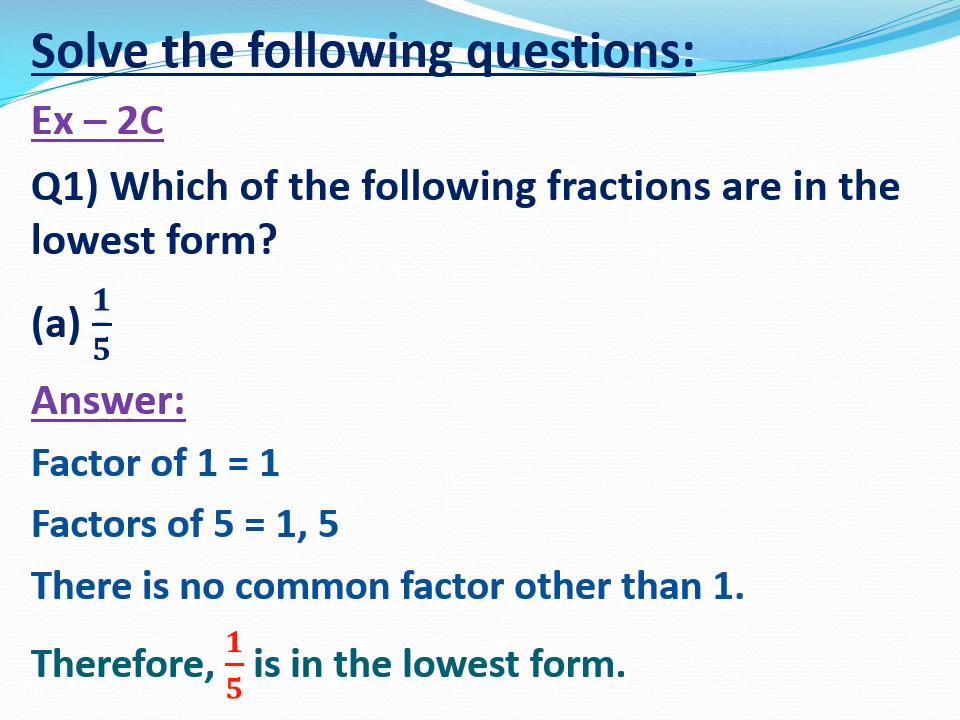 Solve the following questions:
Ex – 2C
Q1) Which of the following fractions are in the
lowest form?
(a) 1/5
Answer:
Factor of 1 = 1
Factors of 5 = 1, 5
There is no common factor other than 1.
Therefore, 1/5 is in the lowest form.